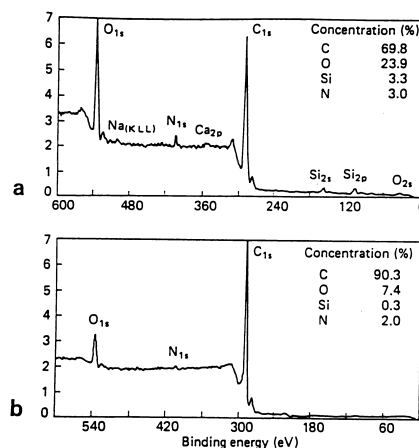 7
6
5
4
3
2
1
0
O1s
C1s
Concentration (%)
C 69.8
O 23.9
Si 3.3
N 3.0
Na(KLL)
N1s
Ca2p
Si2s
Si2p
O2s
a
600 480 360 240 120 0
7
6
5
4
3
2
1
0
C1s
Concentration (%)
C 90.3
O 7.4
Si 0.3
N 2.0
O1s
N1s
b
540 420 300 180 60
Binding energy (eV)